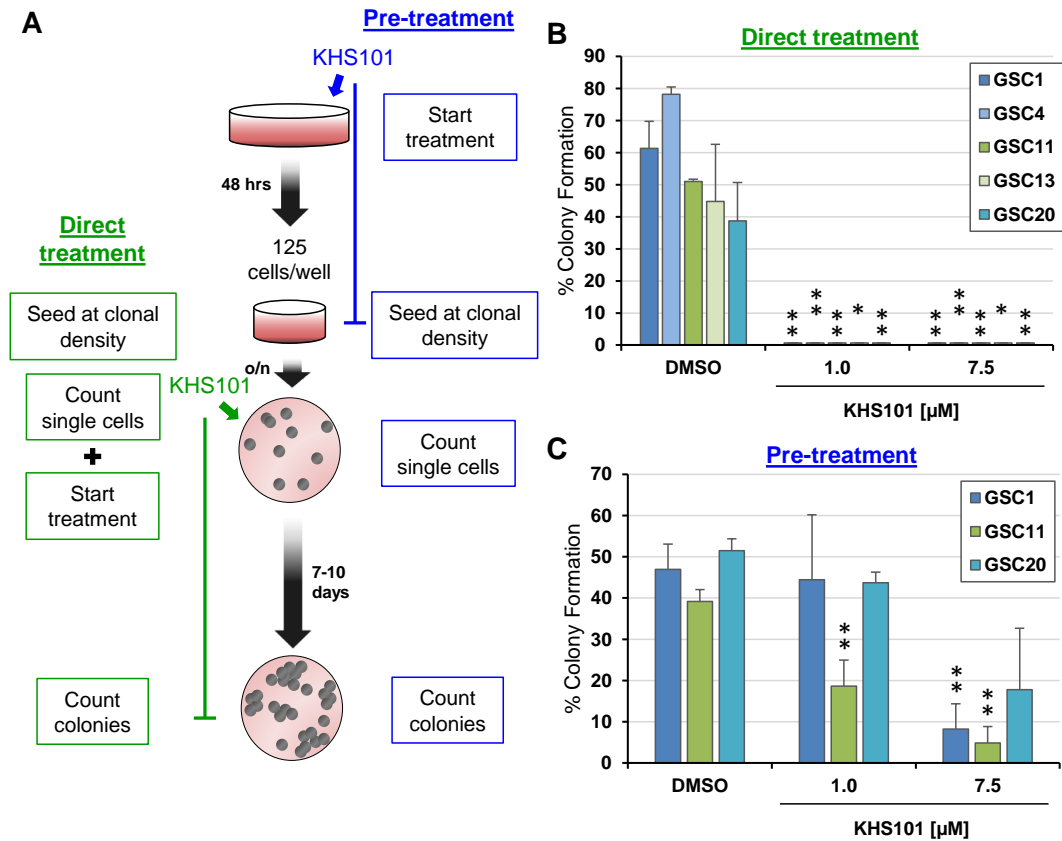 A
Pre-treatment
KHS101
Start
treatment
48 hrs
125
cells/well
Direct
treatment
Seed at clonal
density
Seed at clonal
density
o/n
KHS101
Count
single cells
+
Start
treatment
Count
single cells
7-10
days
Count
colonies
Count
colonies
B
Direct treatment
% Colony Formation
90
80
70
60
50
40
30
20
10
0
GSC1
GSC4
GSC11
GSC13
GSC20
** ** ** * ** ** ** ** * **
DMSO 1.0 7.5
KHS101 [µM]
C
Pre-treatment
% Colony Formation
70
60
50
40
30
20
10
0
GSC1
GSC11
GSC20
** ** **
DMSO 1.0 7.5
KHS101 [µM]